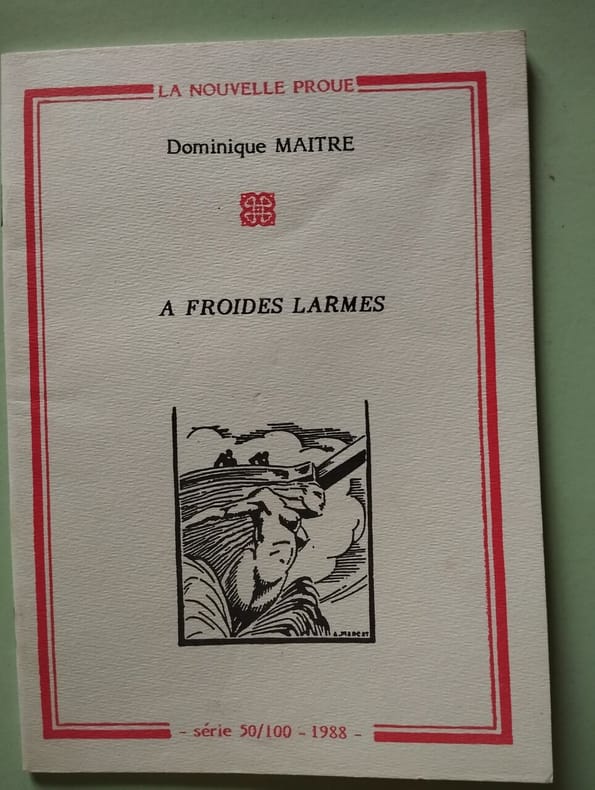 LA NOUVELLE PROUE
Dominique MAITRE
A FROIDES LARMES
- série 50/100 - 1988 -